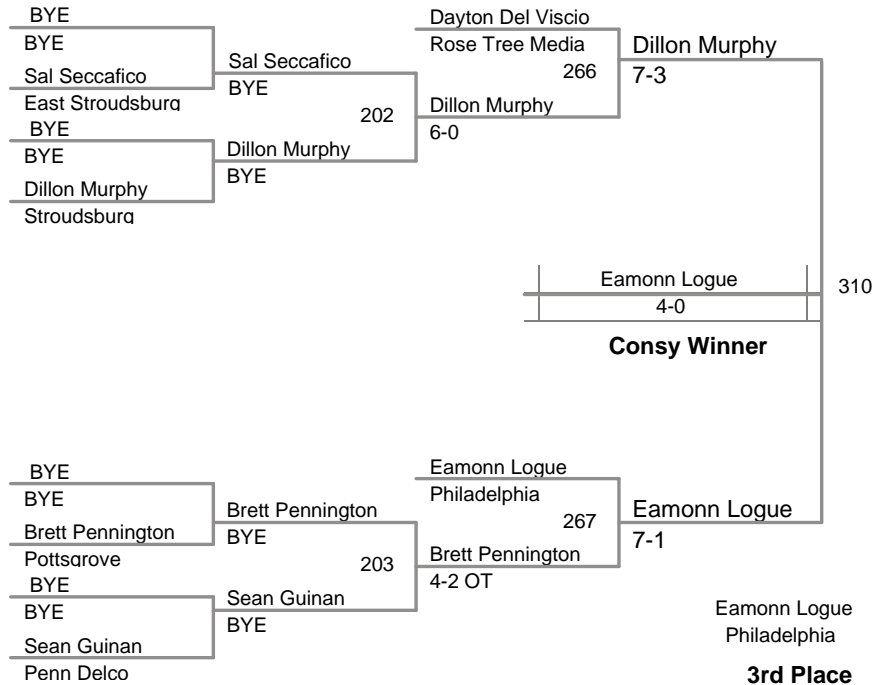 BYE
BYE
Sal Seccafico
East Stroudsburg
BYE
BYE
Dillon Murphy
Stroudsburg
Sal Seccafico
BYE
202
Dillon Murphy
BYE
Dayton Del Viscio
Rose Tree Media
266
Dillon Murphy
6-0
Dillon Murphy
7-3
Eamonn Logue
4-0
310
Consy Winner
BYE
BYE
Brett Pennington
Pottsgrove
BYE
BYE
Sean Guinan
Penn Delco
Brett Pennington
BYE
203
Sean Guinan
BYE
Eamonn Logue
Philadelphia
267
Brett Pennington
4-2 OT
Eamonn Logue
7-1
Eamonn Logue
Philadelphia
3rd Place